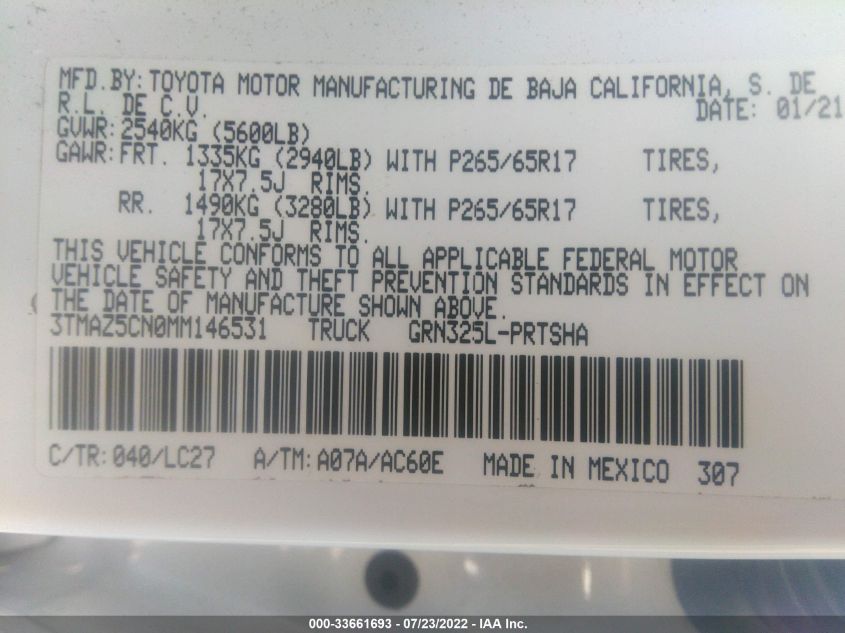 MFD.BY: TOYOTA MOTOR MANUFACTURING DE BAJA CALIFORNIA, S. DE
R.L. DE C.V. DATE: 01/21
GVWR: 2540KG (5600LB)
GAWR: FRT. 1335KG (2940LB) WITH P265/65R17 TIRES,
17X7.5J RIMS.
RR. 1490KG (3280LB) WITH P265/65R17 TIRES,
17X7.5J RIMS.
THIS VEHICLE CONFORMS TO ALL APPLICABLE FEDERAL MOTOR
VEHICLE SAFETY AND THEFT PREVENTION STANDARDS IN EFFECT ON
THE DATE OF MANUFACTURE SHOWN ABOVE.
3TMAZ5CN0MM146531 TRUCK GRN325L-PRTSHA
C/TR: 040/LC27 A/TM: A07A/AC60E MADE IN MEXICO 307
000-33661693 - 07/23/2022 - IAA Inc.